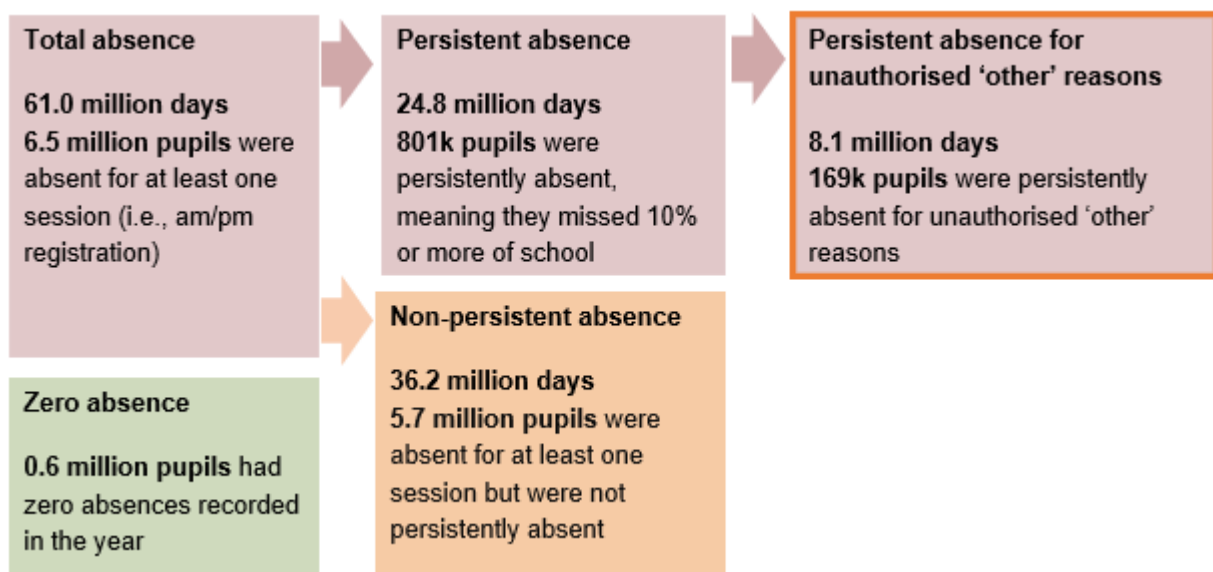 Total absence
61.0 million days
6.5 million pupils were
absent for at least one
session (i.e., am/pm
registration)
Persistent absence
24.8 million days
801k pupils were
persistently absent,
meaning they missed 10%
or more of school
Persistent absence for
unauthorised ‘other’ reasons
8.1 million days
169k pupils were persistently
absent for unauthorised ‘other’
reasons
Zero absence
0.6 million pupils had
zero absences recorded
in the year
Non-persistent absence
36.2 million days
5.7 million pupils were
absent for at least one
session but were not
persistently absent